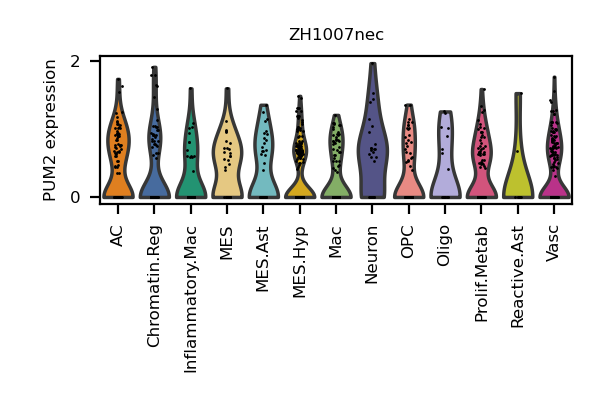 ZH1007nec
PUM2 expression
2
0
AC
Chromatin.Reg
Inflammatory.Mac
MES
MES.Ast
MES.Hyp
Mac
Neuron
OPC
Oligo
Prolif.Metab
Reactive.Ast
Vasc